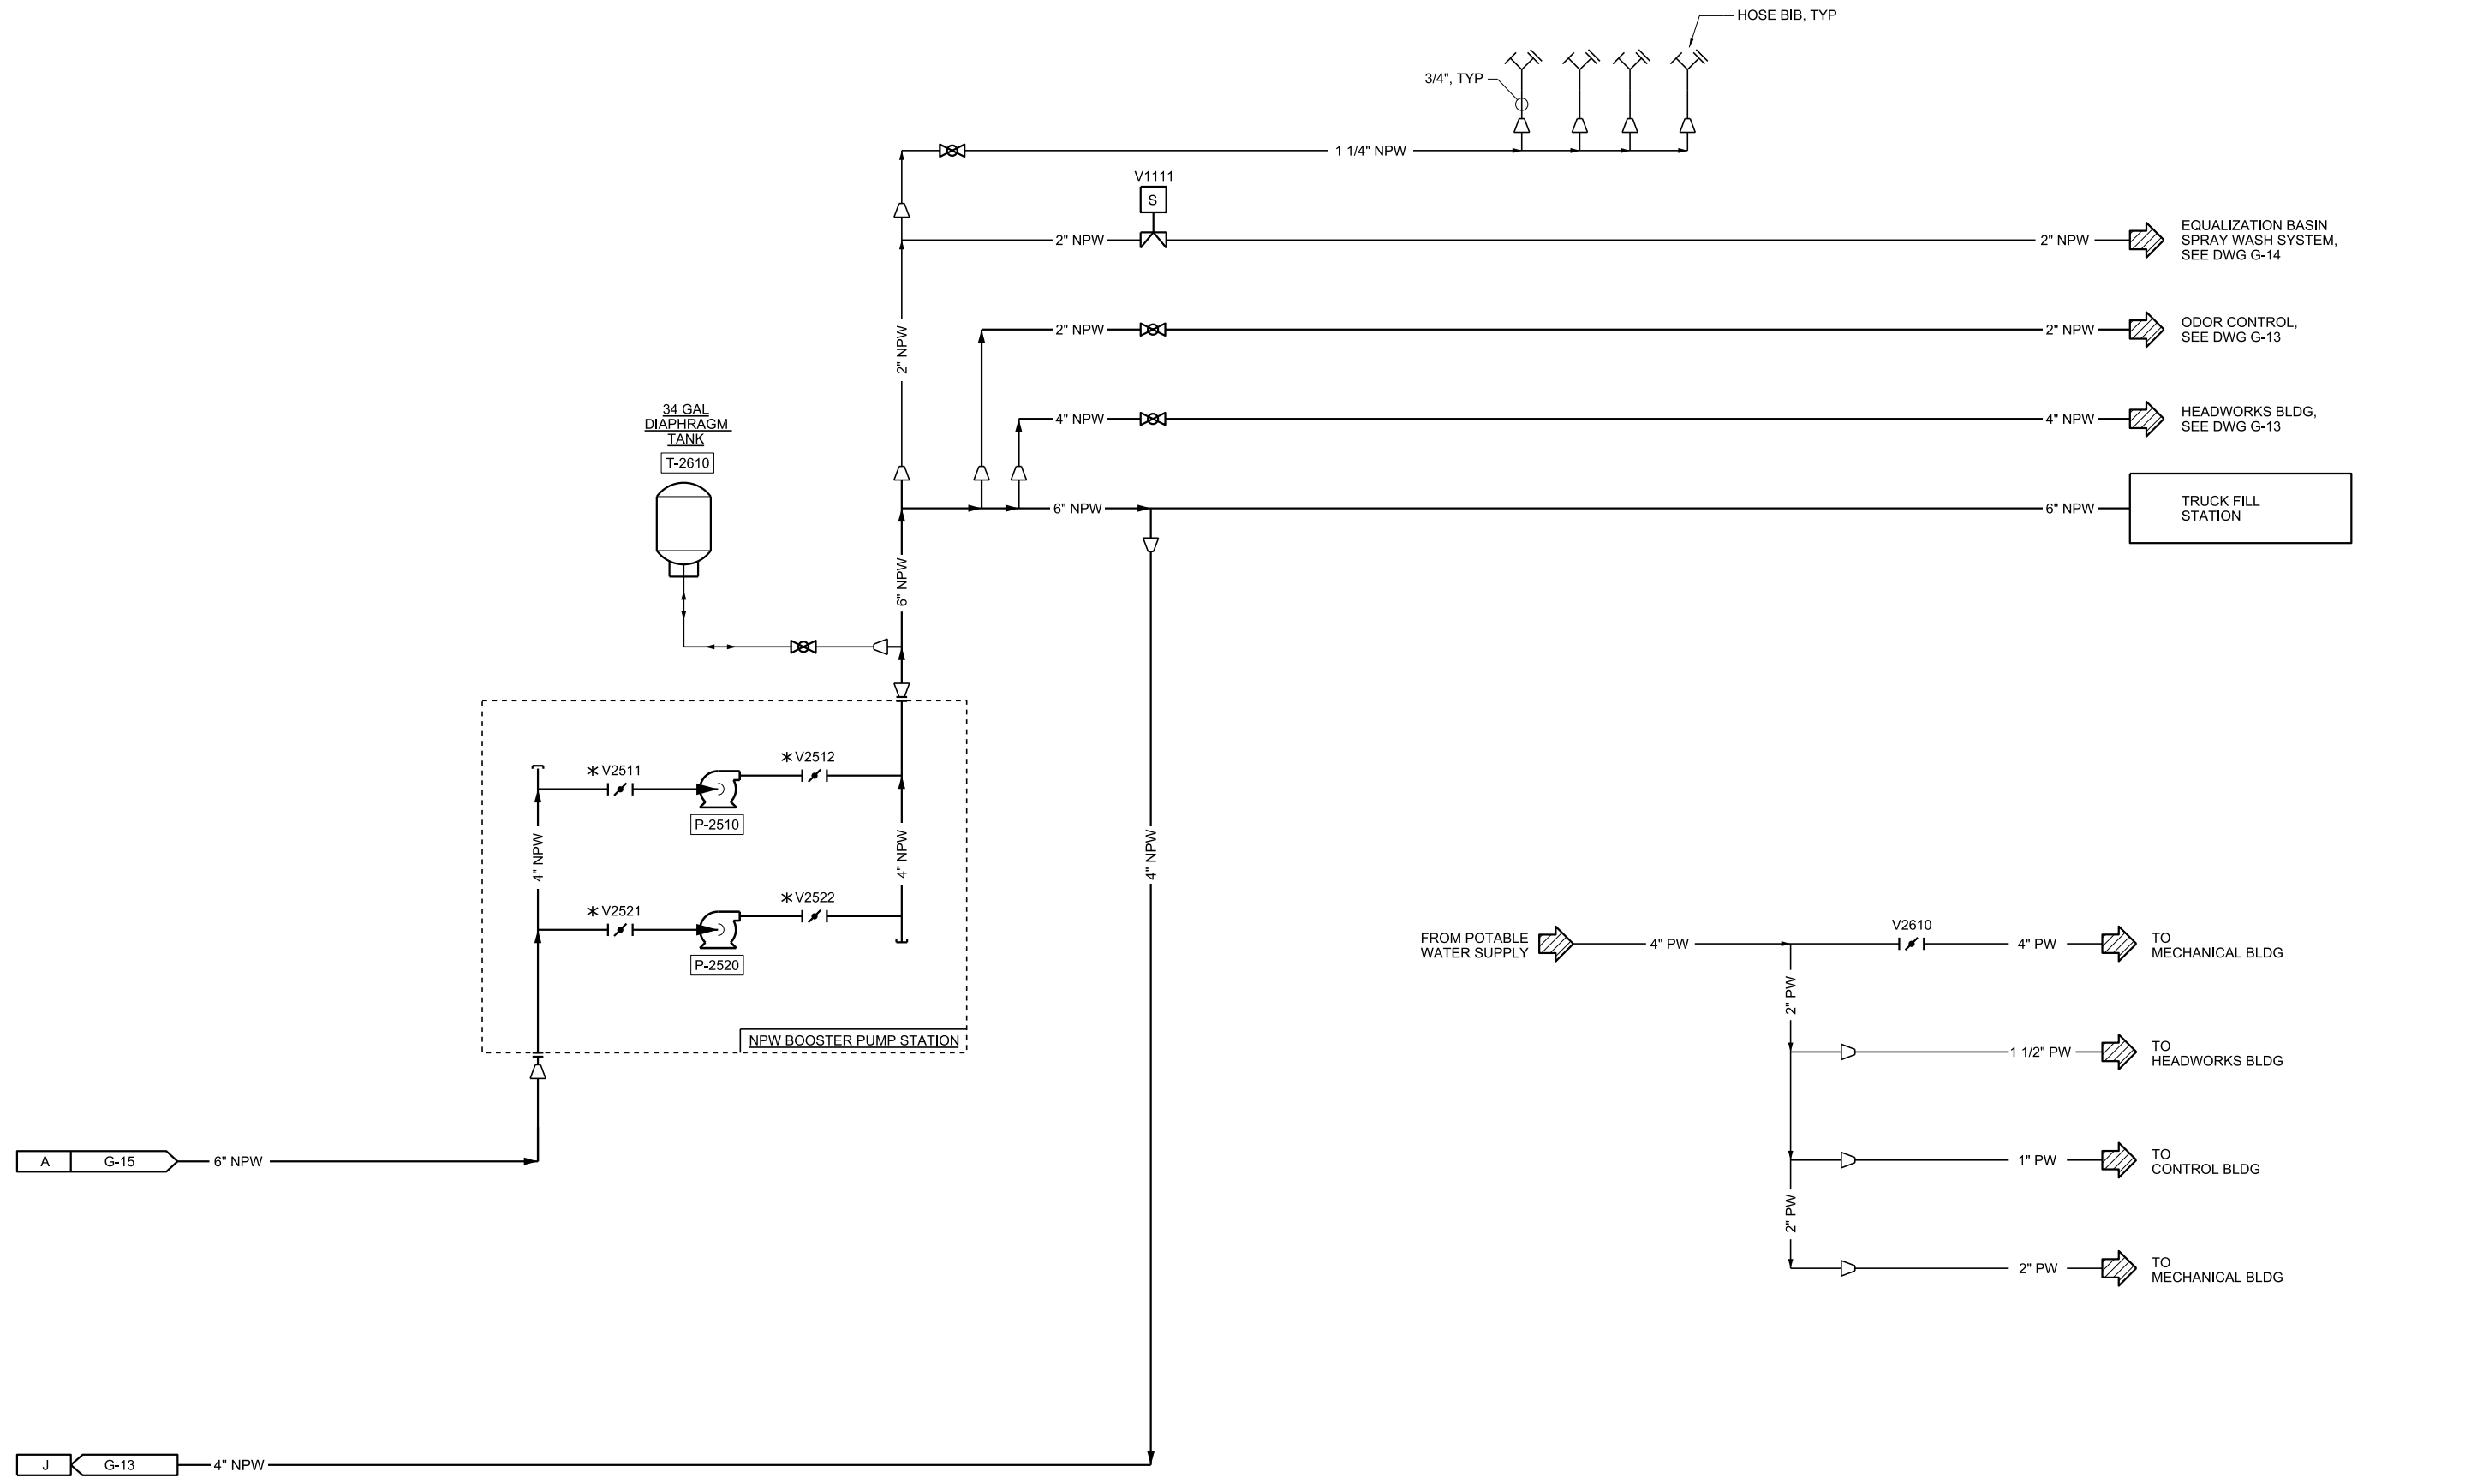 HOSE BIB, TYP
3/4", TYP
1 1/4" NPW
V1111
S
2" NPW
2" NPW
EQUALIZATION BASIN
SPRAY WASH SYSTEM,
SEE DWG G-14
2" NPW
2" NPW
2" NPW
ODOR CONTROL,
SEE DWG G-13
4" NPW
4" NPW
HEADWORKS BLDG,
SEE DWG G-13
34 GAL
DIAPHRAGM
TANK
T-2610
6" NPW
6" NPW
TRUCK FILL
STATION
6" NPW
V2512
V2511
P-2510
4" NPW
4" NPW
4" NPW
V2522
V2521
P-2520
NPW BOOSTER PUMP STATION
FROM POTABLE
WATER SUPPLY
4" PW
V2610
4" PW
TO
MECHANICAL BLDG
2" PW
1 1/2" PW
TO
HEADWORKS BLDG
1" PW
TO
CONTROL BLDG
2" PW
2" PW
TO
MECHANICAL BLDG
A
G-15
6" NPW
J
G-13
4" NPW